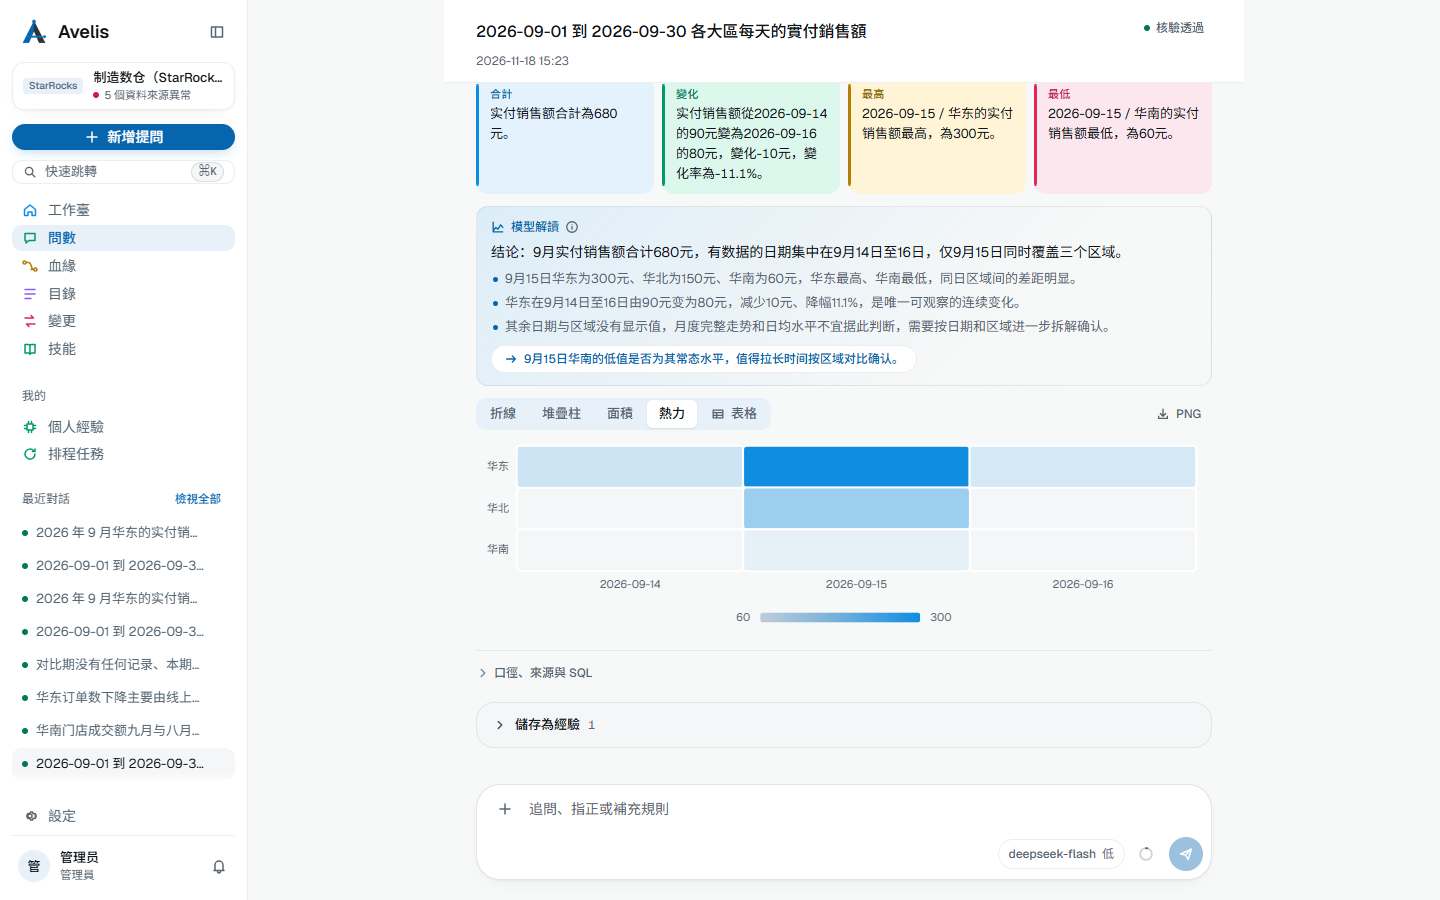 Avelis
StarRocks
制造数仓（StarRock...
5 個資料來源異常
新增提問
快速跳轉
⌘K
工作臺
問數
血緣
目錄
變更
技能
我的
個人經驗
排程任務
最近對話
檢視全部
2026 年 9 月华东的实付销...
2026-09-01 到 2026-09-3...
2026 年 9 月华东的实付销...
2026-09-01 到 2026-09-3...
对比期没有任何记录、本期...
华东订单数下降主要由线上...
华南门店成交额九月与八月...
2026-09-01 到 2026-09-3...
設定
管
管理员
管理員
2026-09-01 到 2026-09-30 各大區每天的實付銷售額
2026-11-18 15:23
核驗透過
合計
实付销售额合計為680
元。
變化
实付销售额從2026-09-14
的90元變為2026-09-16
的80元，變化-10元，變
化率為-11.1%。
最高
2026-09-15 / 华东的实付
销售额最高，為300元。
最低
2026-09-15 / 华南的实付
销售额最低，為60元。
模型解讀
结论：9月实付销售额合计680元，有数据的日期集中在9月14日至16日，仅9月15日同时覆盖三个区域。
9月15日华东为300元、华北为150元、华南为60元，华东最高、华南最低，同日区域间的差距明显。
华东在9月14日至16日由90元变为80元，减少10元、降幅11.1%，是唯一可观察的连续变化。
其余日期与区域没有显示值，月度完整走势和日均水平不宜据此判断，需要按日期和区域进一步拆解确认。
→ 9月15日华南的低值是否为其常态水平，值得拉长时间按区域对比确认。
折線
堆疊柱
面積
熱力
表格
PNG
华东
华北
华南
2026-09-14
2026-09-15
2026-09-16
60
300
口徑、來源與 SQL
儲存為經驗 1
追問、指正或補充規則
deepseek-flash 低